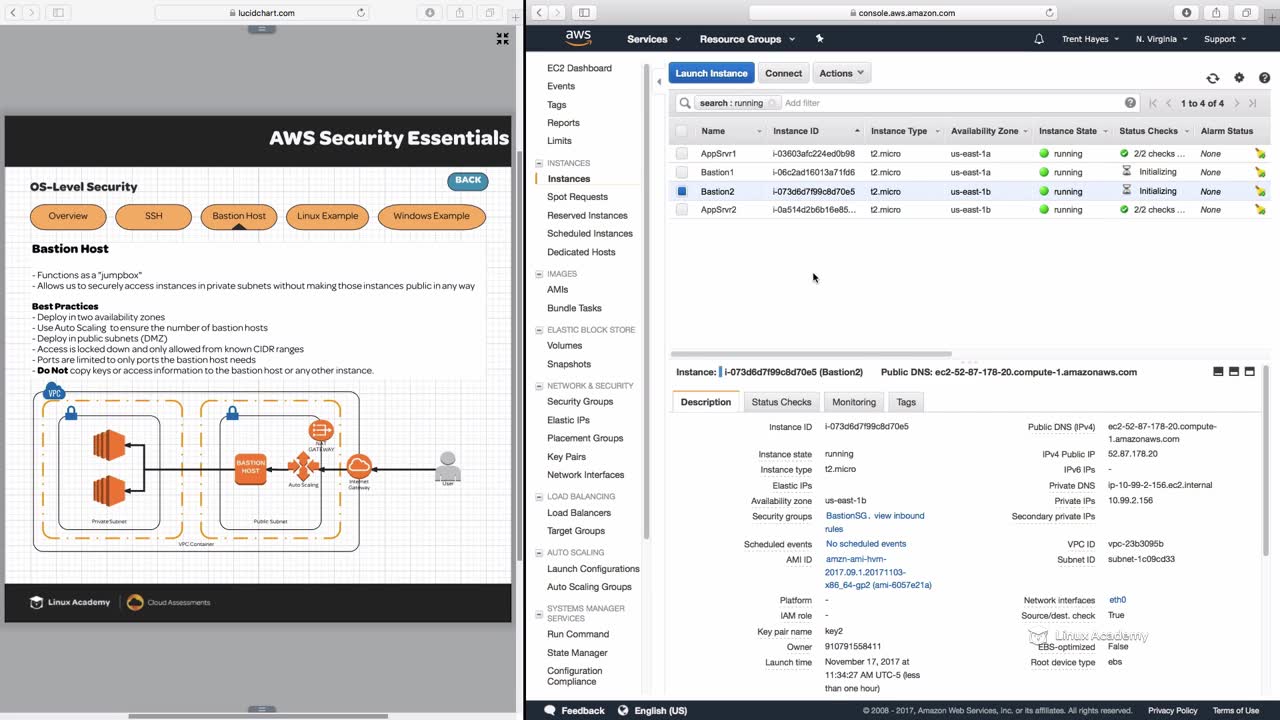 lucidchart.com
AWS Security Essentials
OS-Level Security
BACK
Overview
SSH
Bastion Host
Linux Example
Windows Example
Bastion Host
- Functions as a "jumpbox"
- Allows us to securely access instances in private subnets without making those instances public in any way
Best Practices
- Deploy in two availability zones
- Use Auto Scaling to ensure the number of bastion hosts
- Deploy in public subnets (DMZ)
- Access is locked down and only allowed from known CIDR ranges
- Ports are limited to only ports the bastion host needs
- Do Not copy keys or access information to the bastion host or any other instance.
VPC
NAT
GATEWAY
BASTION
HOST
Auto Scaling
Internet
Gateway
User
Private Subnet
Public Subnet
VPC Container
Linux Academy
Cloud Assessments
console.aws.amazon.com
aws
Services
Resource Groups
Trent Hayes
N. Virginia
Support
EC2 Dashboard
Events
Tags
Reports
Limits
INSTANCES
Instances
Spot Requests
Reserved Instances
Scheduled Instances
Dedicated Hosts
IMAGES
AMIs
Bundle Tasks
ELASTIC BLOCK STORE
Volumes
Snapshots
NETWORK & SECURITY
Security Groups
Elastic IPs
Placement Groups
Key Pairs
Network Interfaces
LOAD BALANCING
Load Balancers
Target Groups
AUTO SCALING
Launch Configurations
Auto Scaling Groups
SYSTEMS MANAGER
SERVICES
Run Command
State Manager
Configuration
Compliance
Launch Instance
Connect
Actions
search : running
Add filter
1 to 4 of 4
Name Instance ID Instance Type Availability Zone Instance State Status Checks Alarm Status
AppSrvr1 i-03603afc224ed0b98 t2.micro us-east-1a running 2/2 checks ... None
Bastion1 i-06c2ad16013a71fd6 t2.micro us-east-1a running Initializing None
Bastion2 i-073d6d7f99c8d70e5 t2.micro us-east-1b running Initializing None
AppSrvr2 i-0a514d2b6b16e85... t2.micro us-east-1b running 2/2 checks ... None
Instance: i-073d6d7f99c8d70e5 (Bastion2) Public DNS: ec2-52-87-178-20.compute-1.amazonaws.com
Description
Status Checks
Monitoring
Tags
Instance ID i-073d6d7f99c8d70e5
Instance state running
Instance type t2.micro
Elastic IPs
Availability zone us-east-1b
Security groups BastionSG. view inbound
rules
Scheduled events No scheduled events
AMI ID amzn-ami-hvm-
2017.09.1.20171103-
x86_64-gp2 (ami-6057e21a)
Platform -
IAM role -
Key pair name key2
Owner 910791558411
Launch time November 17, 2017 at
11:34:27 AM UTC-5 (less
than one hour)
Public DNS (IPv4) ec2-52-87-178-20.compute-
1.amazonaws.com
IPv4 Public IP 52.87.178.20
IPv6 IPs -
Private DNS ip-10-99-2-156.ec2.internal
Private IPs 10.99.2.156
Secondary private IPs
VPC ID vpc-23b3095b
Subnet ID subnet-1c09cd33
Network interfaces eth0
Source/dest. check True
Linux Academy
EBS-optimized False
Root device type ebs
Feedback
English (US)
© 2008 - 2017, Amazon Web Services, Inc. or its affiliates. All rights reserved.
Privacy Policy
Terms of Use